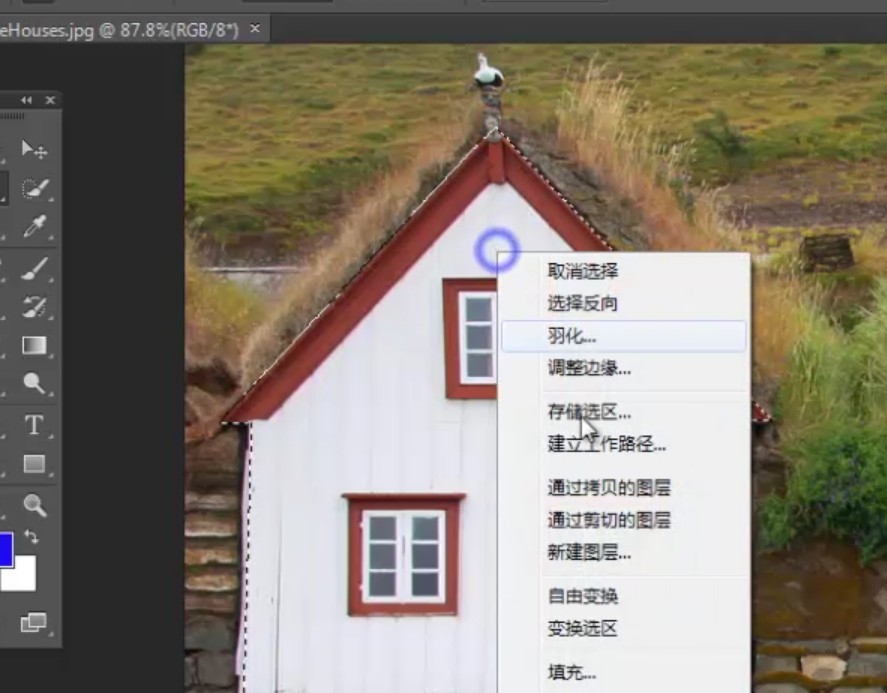 eHouses.jpg @ 87.8%(RGB/8*) ×
取消选择
选择反向
羽化...
调整边缘...
存储选区...
建立工作路径...
通过拷贝的图层
通过剪切的图层
新建图层...
自由变换
变换选区
填充...
T